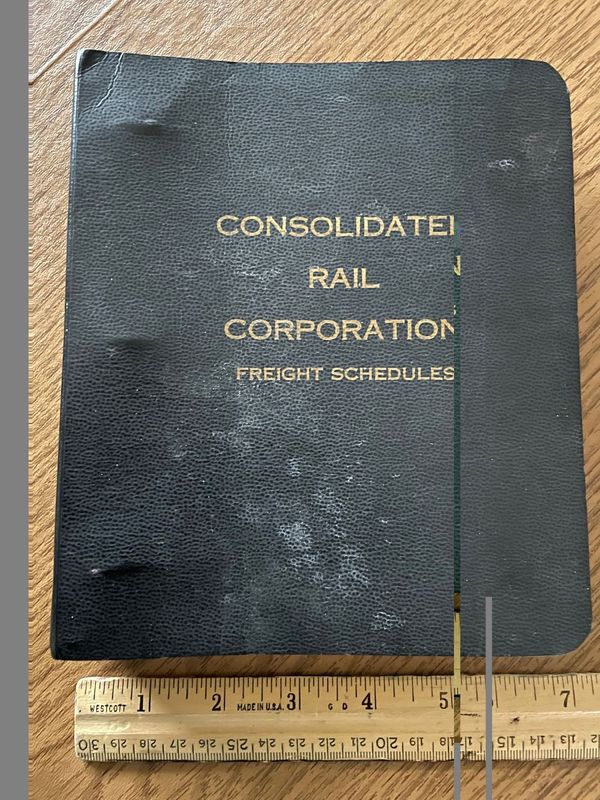 CONSOLIDATE
RAIL
CORPORATION
FREIGHT SCHEDULES
1 2 3 4 5 7
WESTCOTT MADE IN U.S.A.